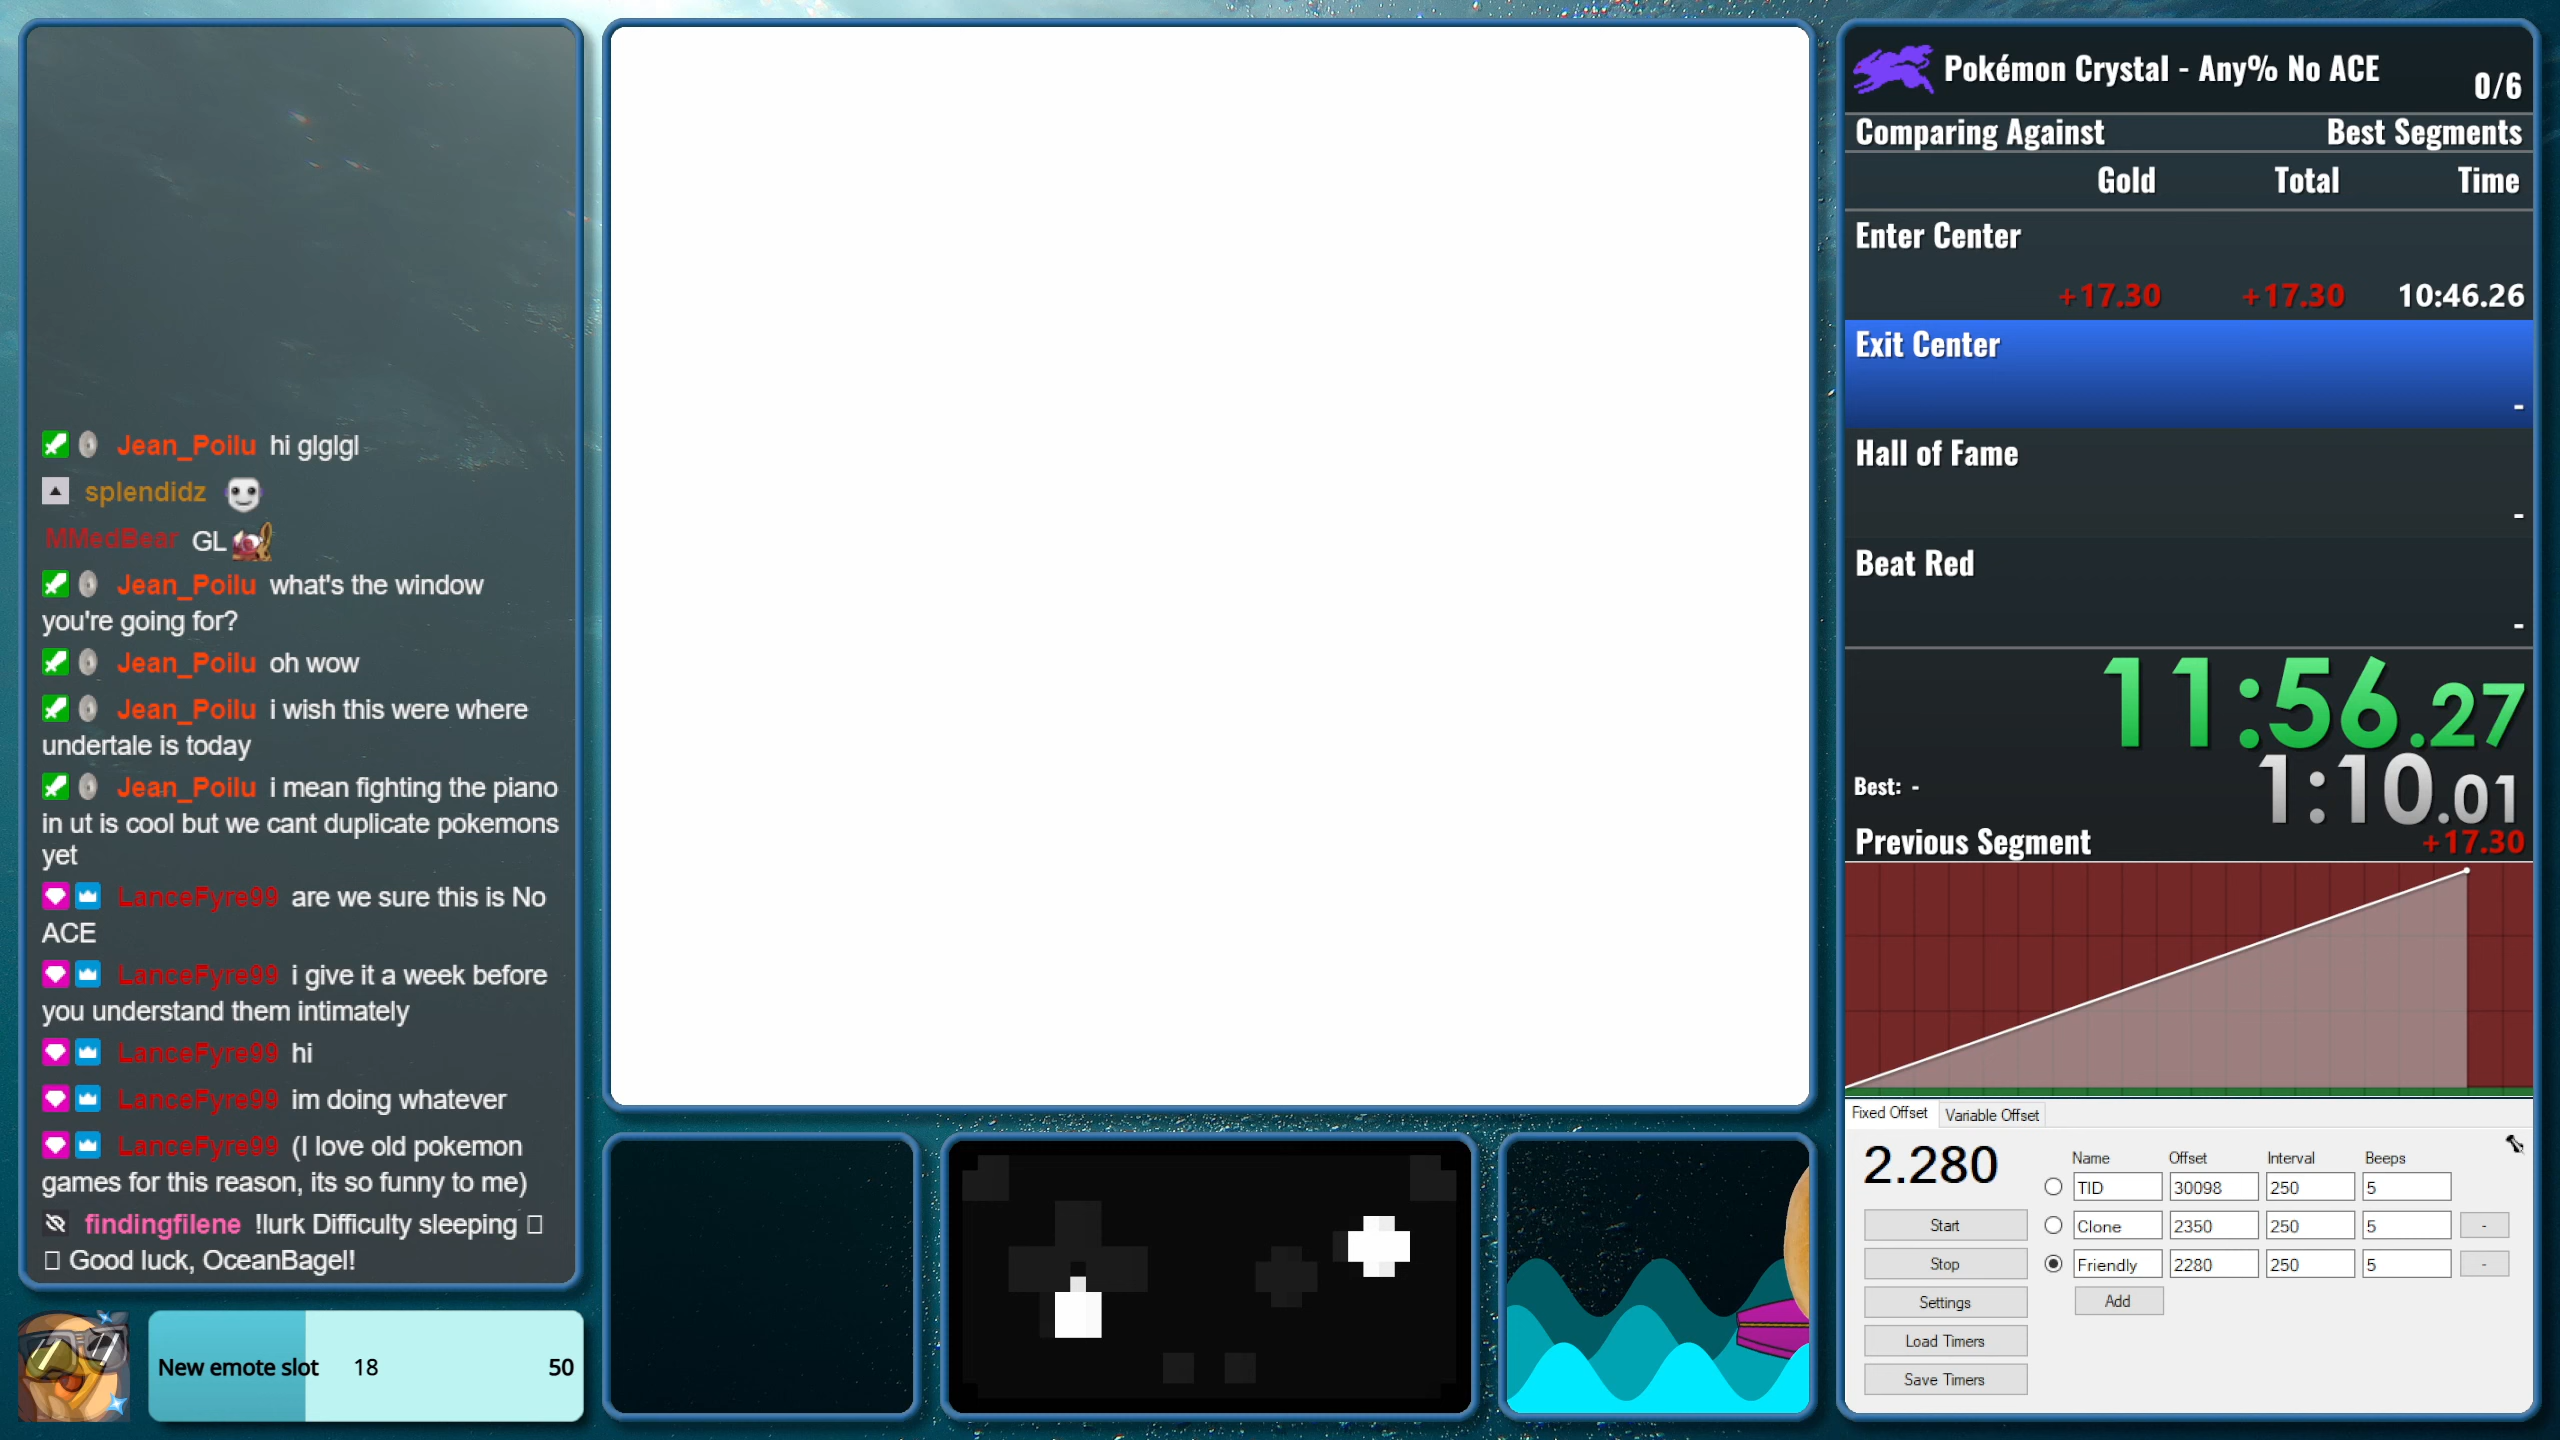 Jean_Poilu hi glglgl
splendidz
MMedBear GL
Jean_Poilu what's the window
you're going for?
Jean_Poilu oh wow
Jean_Poilu i wish this were where
undertale is today
Jean_Poilu i mean fighting the piano
in ut is cool but we cant duplicate pokemons
yet
LanceFyre99 are we sure this is No
ACE
LanceFyre99 i give it a week before
you understand them intimately
LanceFyre99 hi
LanceFyre99 im doing whatever
LanceFyre99 (I love old pokemon
games for this reason, its so funny to me)
findingfilene !lurk Difficulty sleeping
Good luck, OceanBagel!
New emote slot 18 50
Pokémon Crystal - Any% No ACE 0/6
Comparing Against Best Segments
Gold Total Time
Enter Center
+17.30 +17.30 10:46.26
Exit Center
-
Hall of Fame
-
Beat Red
-
11:56.27
Best: - 1:10.01
Previous Segment +17.30
Fixed Offset Variable Offset
2.280
Name Offset Interval Beeps
TID 30098 250 5
Start Clone 2350 250 5 -
Stop Friendly 2280 250 5 -
Settings Add
Load Timers
Save Timers